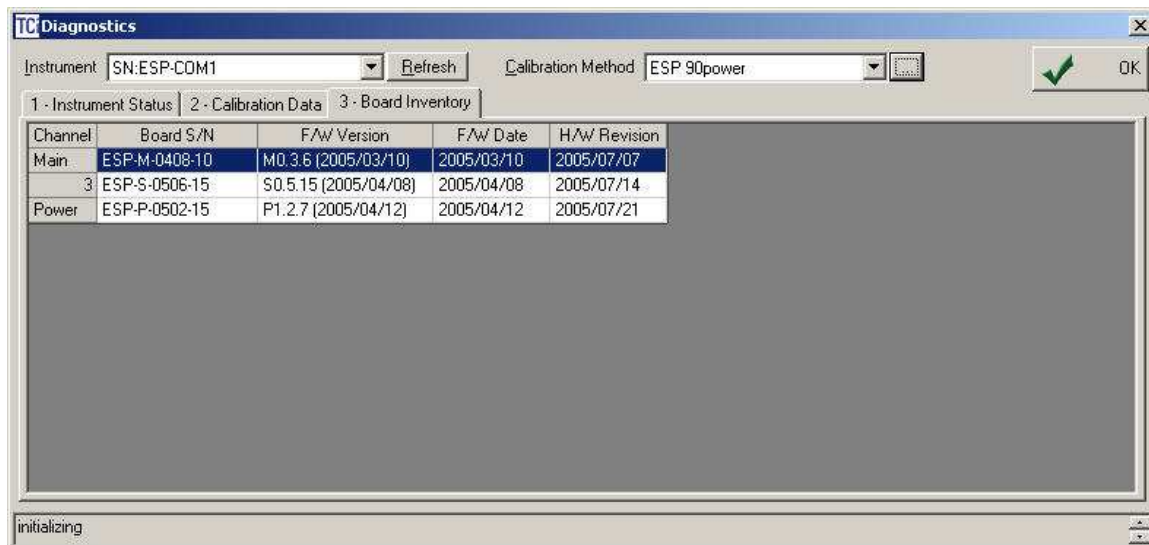 TC Diagnostics
Instrument SN:ESP-COM1 Refresh Calibration Method ESP 90power ... OK
1 - Instrument Status 2 - Calibration Data 3 - Board Inventory
Channel Board S/N F/W Version F/W Date H/W Revision
Main ESP-M-0408-10 M0.3.6 (2005/03/10) 2005/03/10 2005/07/07
3 ESP-S-0506-15 S0.5.15 (2005/04/08) 2005/04/08 2005/07/14
Power ESP-P-0502-15 P1.2.7 (2005/04/12) 2005/04/12 2005/07/21
initializing